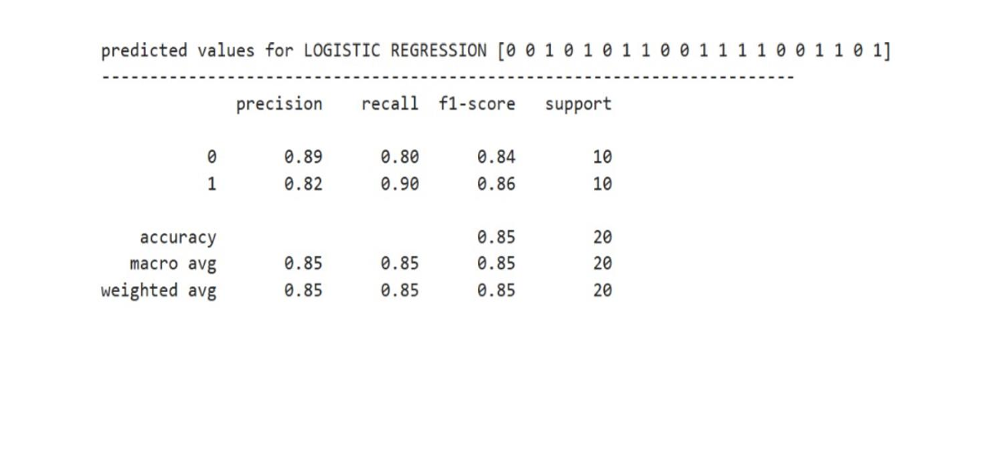 predicted values for LOGISTIC REGRESSION [0 0 1 0 1 0 1 1 0 0 1 1 1 1 0 0 1 1 0 1]
------------------------------------------------------------------------
precision recall f1-score support
0 0.89 0.80 0.84 10
1 0.82 0.90 0.86 10
accuracy 0.85 20
macro avg 0.85 0.85 0.85 20
weighted avg 0.85 0.85 0.85 20